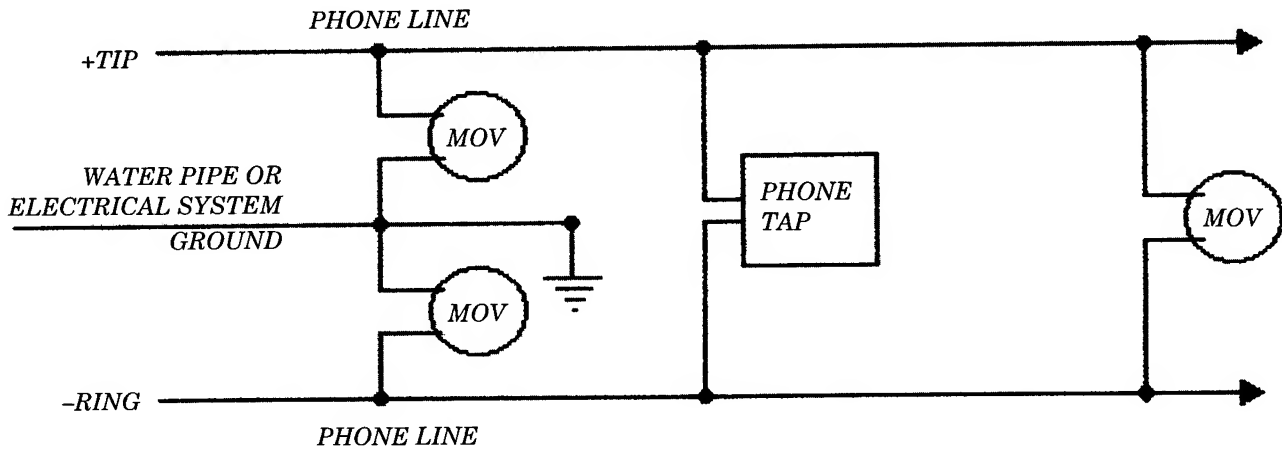 PHONE LINE
+TIP
MOV
WATER PIPE OR
ELECTRICAL SYSTEM
GROUND
PHONE
TAP
MOV
MOV
–RING
PHONE LINE